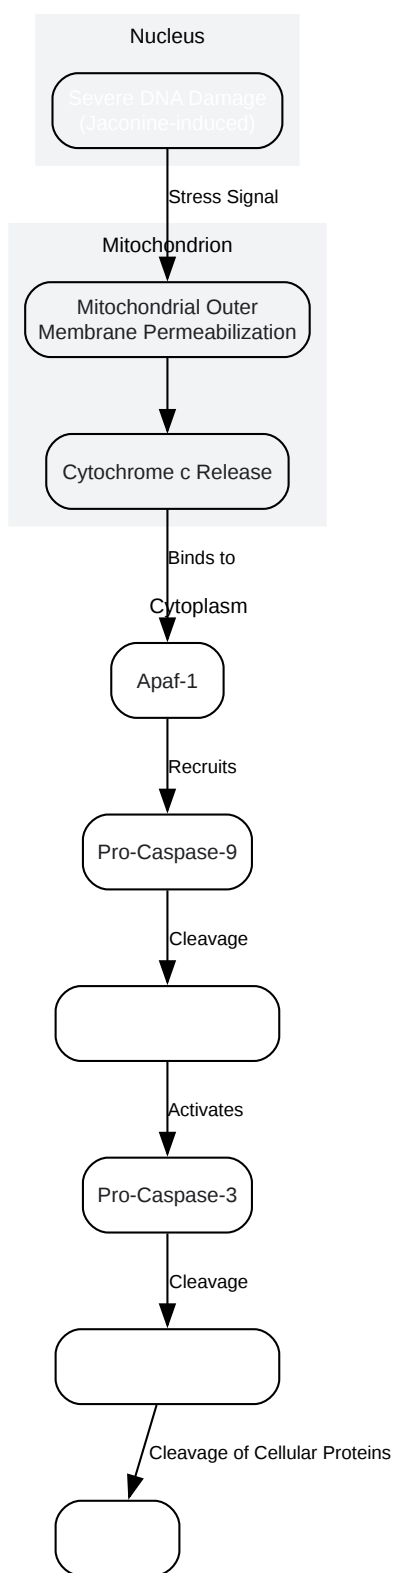 Nucleus
Severe DNA Damage
(Jaconine-induced)
Stress Signal
Mitochondrion
Mitochondrial Outer
Membrane Permeabilization
Cytochrome c Release
Binds to
Cytoplasm
Apaf-1
Recruits
Pro-Caspase-9
Cleavage
Activates
Pro-Caspase-3
Cleavage
Cleavage of Cellular Proteins